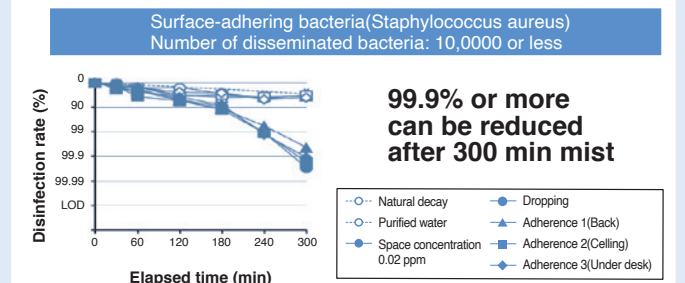 Surface-adhering bacteria(Staphylococcus aureus)
Number of disseminated bacteria: 10,0000 or less
Disinfection rate (%)
0
90
99
99.9
99.99
LOD
0
60
120
180
240
300
Elapsed time (min)
99.9% or more
can be reduced
after 300 min mist
Natural decay
Purified water
Space concentration
0.02 ppm
Dropping
Adherence 1(Back)
Adherence 2(Celling)
Adherence 3(Under desk)